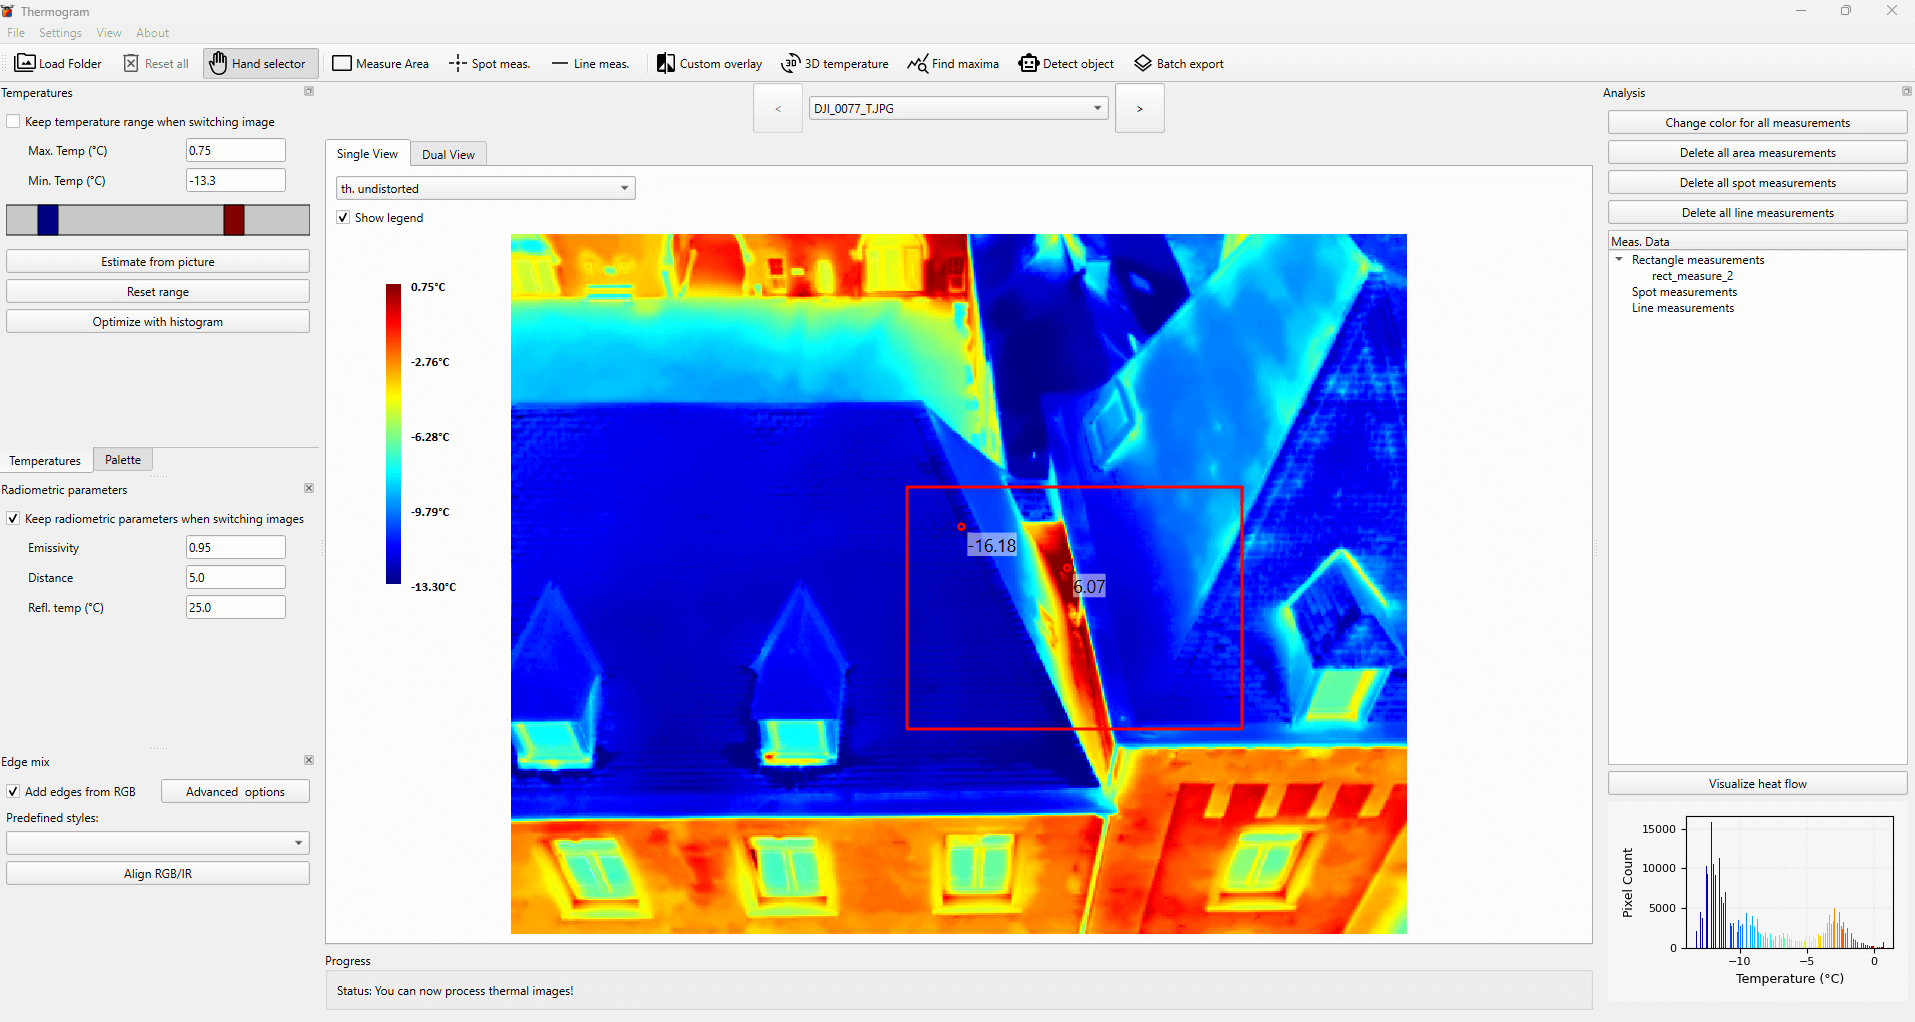 Thermogram
File Settings View About
Load Folder Reset all Hand selector Measure Area Spot meas. Line meas. Custom overlay 3D temperature Find maxima Detect object Batch export
Temperatures
Keep temperature range when switching image
Max. Temp (°C) 0.75
Min. Temp (°C) -13.3
Estimate from picture
Reset range
Optimize with histogram
Temperatures Palette
Radiometric parameters
Keep radiometric parameters when switching images
Emissivity 0.95
Distance 5.0
Refl. temp (°C) 25.0
Edge mix
Add edges from RGB Advanced options
Predefined styles:
Align RGB/IR
< DJI_0077_T.JPG >
Single View Dual View
th. undistorted
Show legend
0.75°C
-2.76°C
-6.28°C
-9.79°C
-13.30°C
-16.18
6.07
Progress
Status: You can now process thermal images!
Analysis
Change color for all measurements
Delete all area measurements
Delete all spot measurements
Delete all line measurements
Meas. Data
Rectangle measurements
rect_measure_2
Spot measurements
Line measurements
Visualize heat flow
Pixel Count
15000
10000
5000
0
−10 −5 0
Temperature (°C)